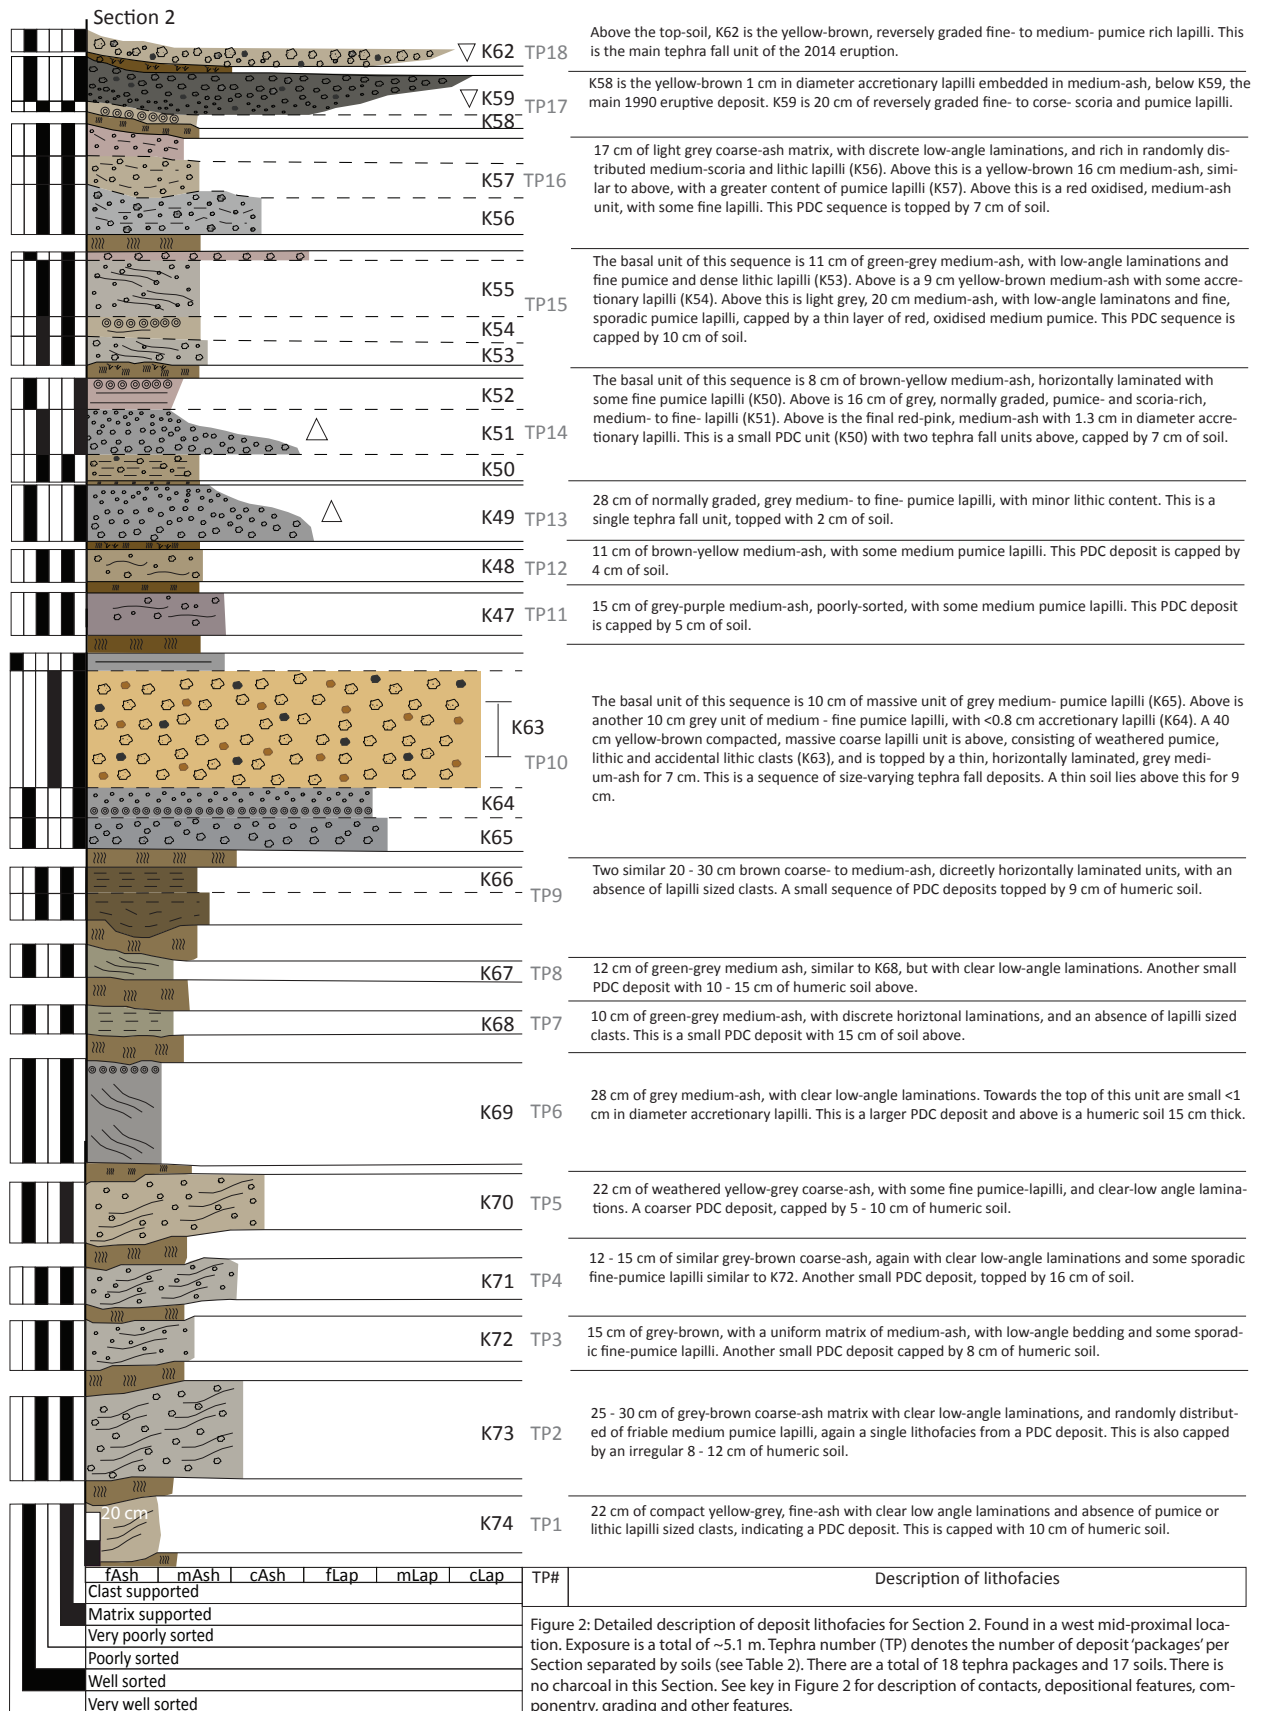 Section 2
K62 TP18
Above the top-soil, K62 is the yellow-brown, reversely graded fine- to medium- pumice rich lapilli. This
is the main tephra fall unit of the 2014 eruption.
K59 TP17
K58
K58 is the yellow-brown 1 cm in diameter accretionary lapilli embedded in medium-ash, below K59, the
main 1990 eruptive deposit. K59 is 20 cm of reversely graded fine- to corse- scoria and pumice lapilli.
K57 TP16
K56
17 cm of light grey coarse-ash matrix, with discrete low-angle laminations, and rich in randomly dis-
tributed medium-scoria and lithic lapilli (K56). Above this is a yellow-brown 16 cm medium-ash, simi-
lar to above, with a greater content of pumice lapilli (K57). Above this is a red oxidised, medium-ash
unit, with some fine lapilli. This PDC sequence is topped by 7 cm of soil.
K55
TP15
K54
K53
The basal unit of this sequence is 11 cm of green-grey medium-ash, with low-angle laminations and
fine pumice and dense lithic lapilli (K53). Above is a 9 cm yellow-brown medium-ash with some accre-
tionary lapilli (K54). Above this is light grey, 20 cm medium-ash, with low-angle laminatons and fine,
sporadic pumice lapilli, capped by a thin layer of red, oxidised medium pumice. This PDC sequence is
capped by 10 cm of soil.
K52
K51 TP14
K50
The basal unit of this sequence is 8 cm of brown-yellow medium-ash, horizontally laminated with
some fine pumice lapilli (K50). Above is 16 cm of grey, normally graded, pumice- and scoria-rich,
medium- to fine- lapilli (K51). Above is the final red-pink, medium-ash with 1.3 cm in diameter accre-
tionary lapilli. This is a small PDC unit (K50) with two tephra fall units above, capped by 7 cm of soil.
K49 TP13
28 cm of normally graded, grey medium- to fine- pumice lapilli, with minor lithic content. This is a
single tephra fall unit, topped with 2 cm of soil.
K48 TP12
11 cm of brown-yellow medium-ash, with some medium pumice lapilli. This PDC deposit is capped by
4 cm of soil.
K47 TP11
15 cm of grey-purple medium-ash, poorly-sorted, with some medium pumice lapilli. This PDC deposit
is capped by 5 cm of soil.
K63
TP10
K64
K65
The basal unit of this sequence is 10 cm of massive unit of grey medium- pumice lapilli (K65). Above is
another 10 cm grey unit of medium - fine pumice lapilli, with <0.8 cm accretionary lapilli (K64). A 40
cm yellow-brown compacted, massive coarse lapilli unit is above, consisting of weathered pumice,
lithic and accidental lithic clasts (K63), and is topped by a thin, horizontally laminated, grey medi-
um-ash for 7 cm. This is a sequence of size-varying tephra fall deposits. A thin soil lies above this for 9
cm.
K66
TP9
Two similar 20 - 30 cm brown coarse- to medium-ash, dicreetly horizontally laminated units, with an
absence of lapilli sized clasts. A small sequence of PDC deposits topped by 9 cm of humeric soil.
K67 TP8
12 cm of green-grey medium ash, similar to K68, but with clear low-angle laminations. Another small
PDC deposit with 10 - 15 cm of humeric soil above.
K68 TP7
10 cm of green-grey medium-ash, with discrete horiztonal laminations, and an absence of lapilli sized
clasts. This is a small PDC deposit with 15 cm of soil above.
K69 TP6
28 cm of grey medium-ash, with clear low-angle laminations. Towards the top of this unit are small <1
cm in diameter accretionary lapilli. This is a larger PDC deposit and above is a humeric soil 15 cm thick.
K70 TP5
22 cm of weathered yellow-grey coarse-ash, with some fine pumice-lapilli, and clear-low angle lamina-
tions. A coarser PDC deposit, capped by 5 - 10 cm of humeric soil.
K71 TP4
12 - 15 cm of similar grey-brown coarse-ash, again with clear low-angle laminations and some sporadic
fine-pumice lapilli similar to K72. Another small PDC deposit, topped by 16 cm of soil.
K72 TP3
15 cm of grey-brown, with a uniform matrix of medium-ash, with low-angle bedding and some sporad-
ic fine-pumice lapilli. Another small PDC deposit capped by 8 cm of humeric soil.
K73 TP2
25 - 30 cm of grey-brown coarse-ash matrix with clear low-angle laminations, and randomly distribut-
ed of friable medium pumice lapilli, again a single lithofacies from a PDC deposit. This is also capped
by an irregular 8 - 12 cm of humeric soil.
20 cm
K74 TP1
22 cm of compact yellow-grey, fine-ash with clear low angle laminations and absence of pumice or
lithic lapilli sized clasts, indicating a PDC deposit. This is capped with 10 cm of humeric soil.
fAsh mAsh cAsh fLap mLap cLap TP# Description of lithofacies
Clast supported
Matrix supported
Very poorly sorted
Poorly sorted
Well sorted
Very well sorted
Figure 2: Detailed description of deposit lithofacies for Section 2. Found in a west mid-proximal loca-
tion. Exposure is a total of ~5.1 m. Tephra number (TP) denotes the number of deposit 'packages' per
Section separated by soils (see Table 2). There are a total of 18 tephra packages and 17 soils. There is
no charcoal in this Section. See key in Figure 2 for description of contacts, depositional features, com-
ponentry, grading and other features.